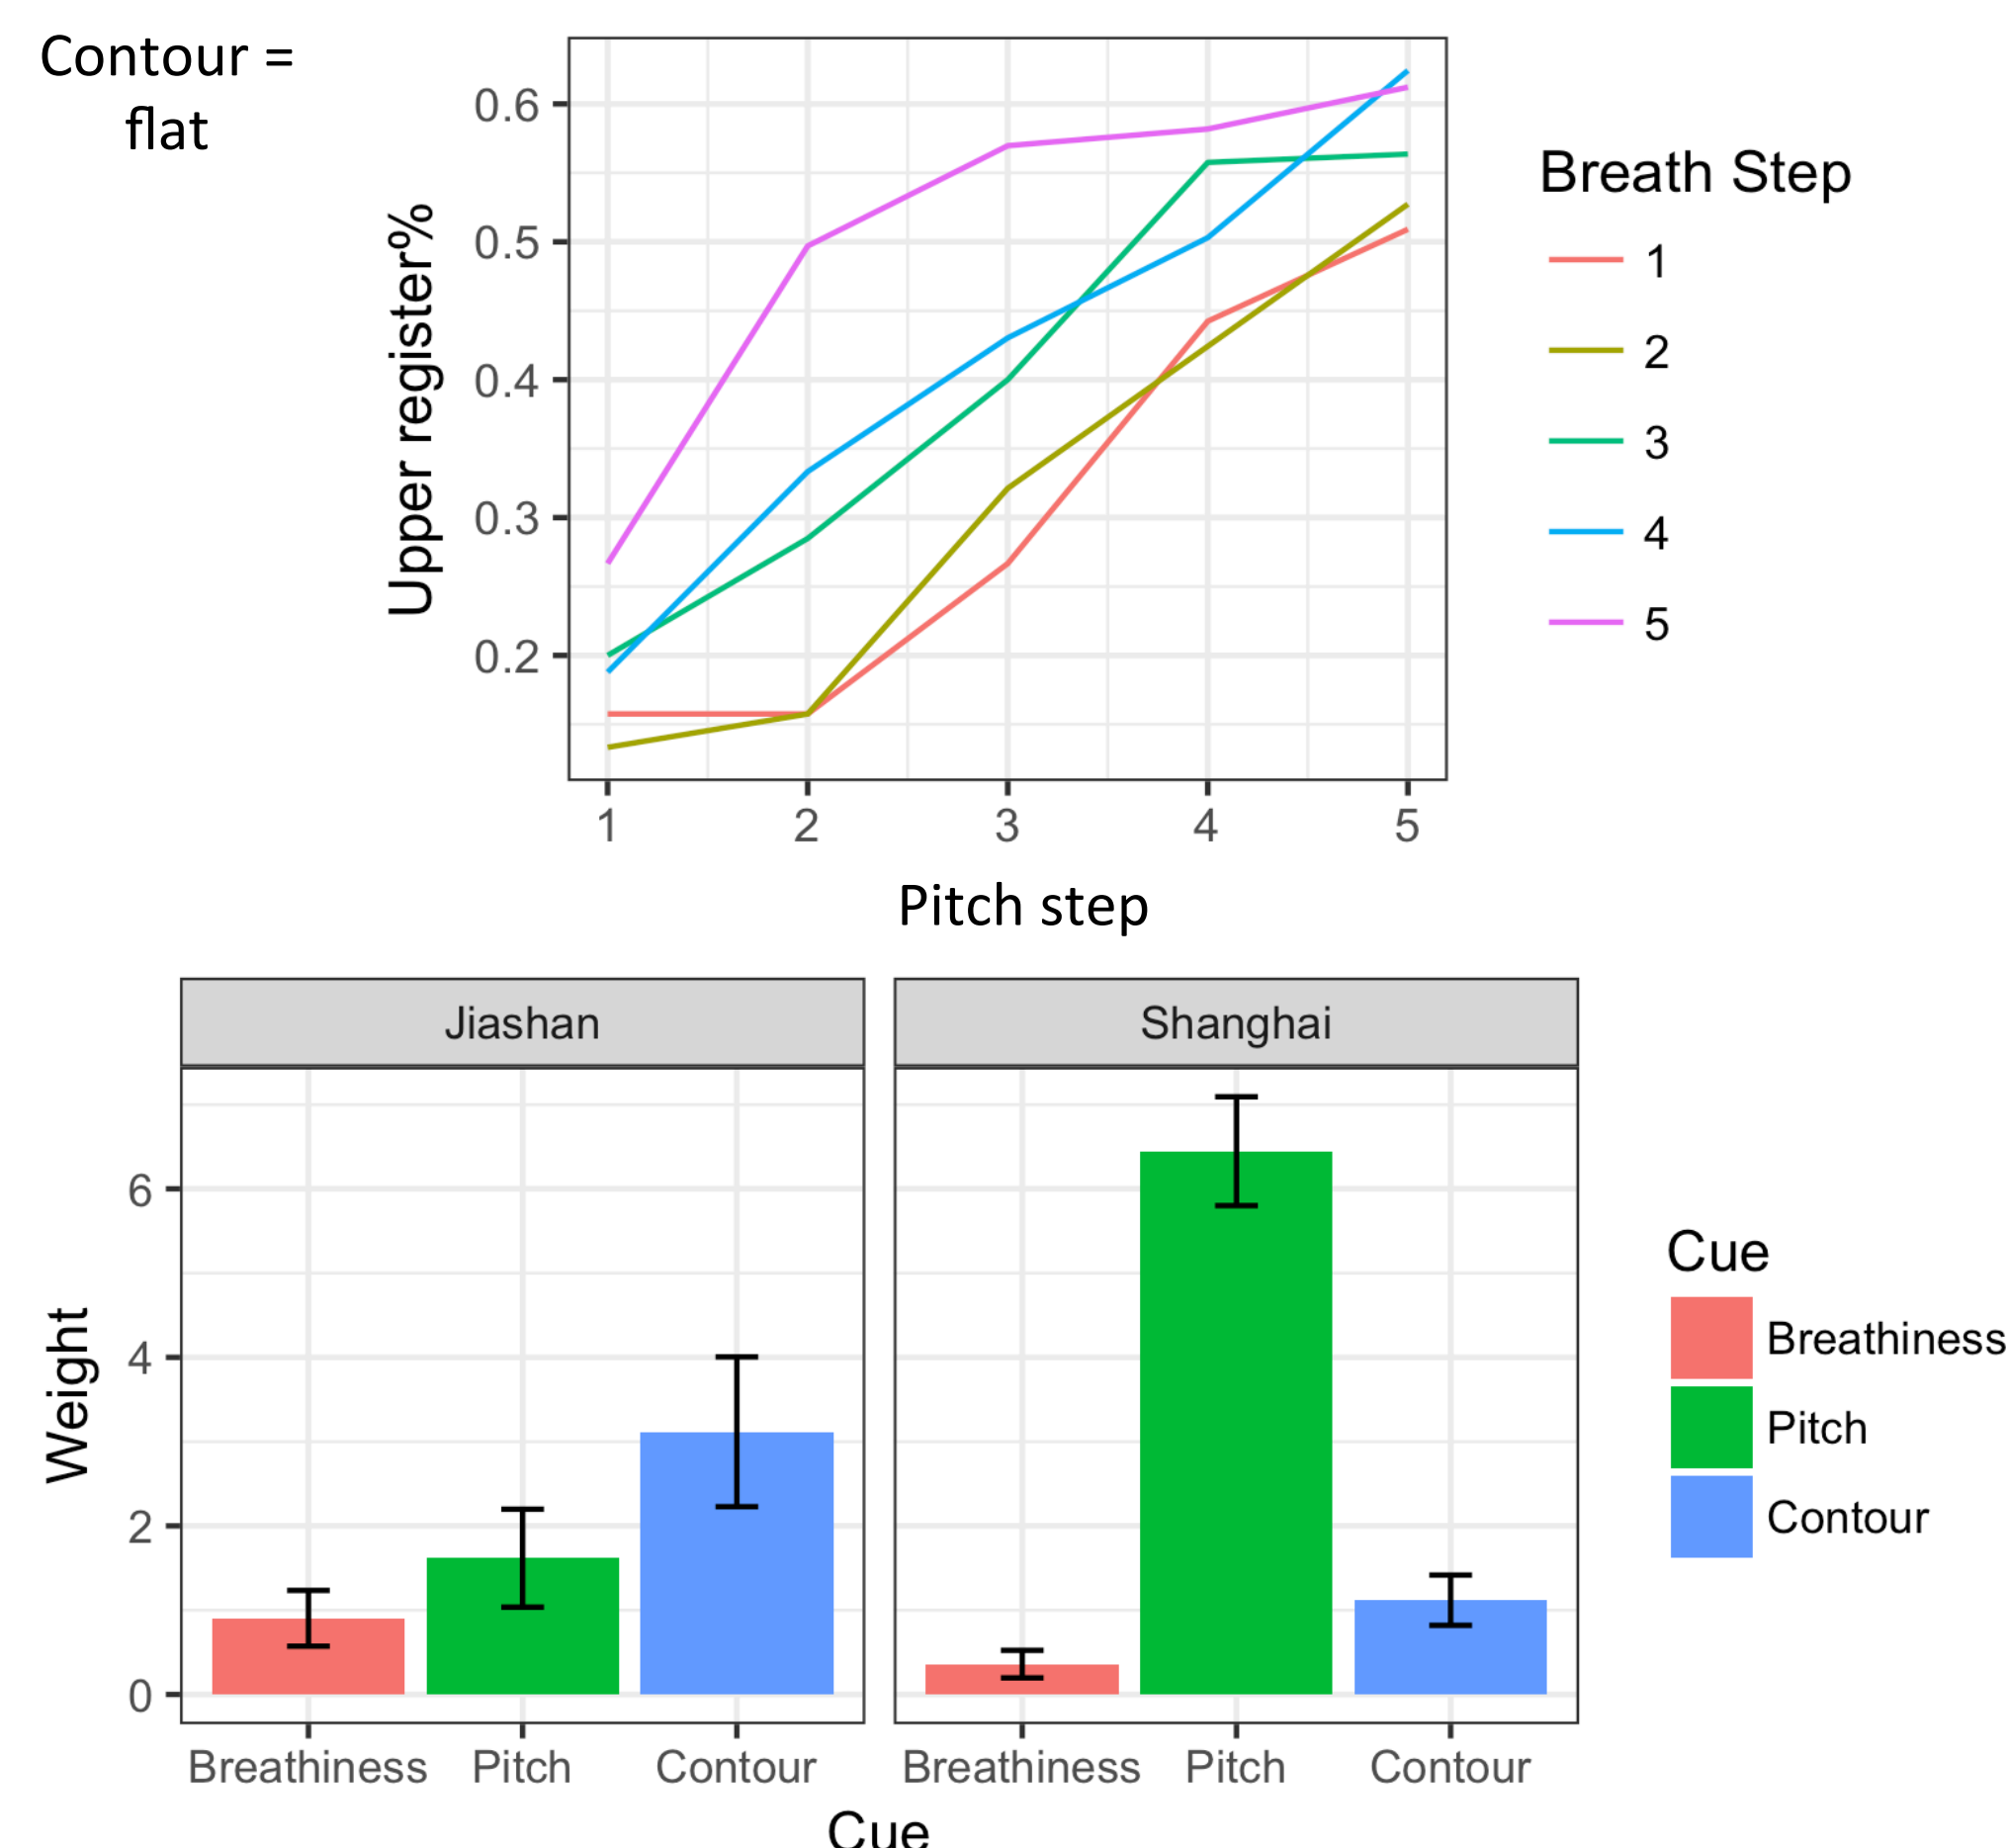 Contour =
flat
Upper register%
0.6
0.5
0.4
0.3
0.2
1 2 3 4 5
Pitch step
Breath Step
1
2
3
4
5
Jiashan Shanghai
Weight
6
4
2
0
Breathiness Pitch Contour Breathiness Pitch Contour
Cue
Cue
Breathiness
Pitch
Contour